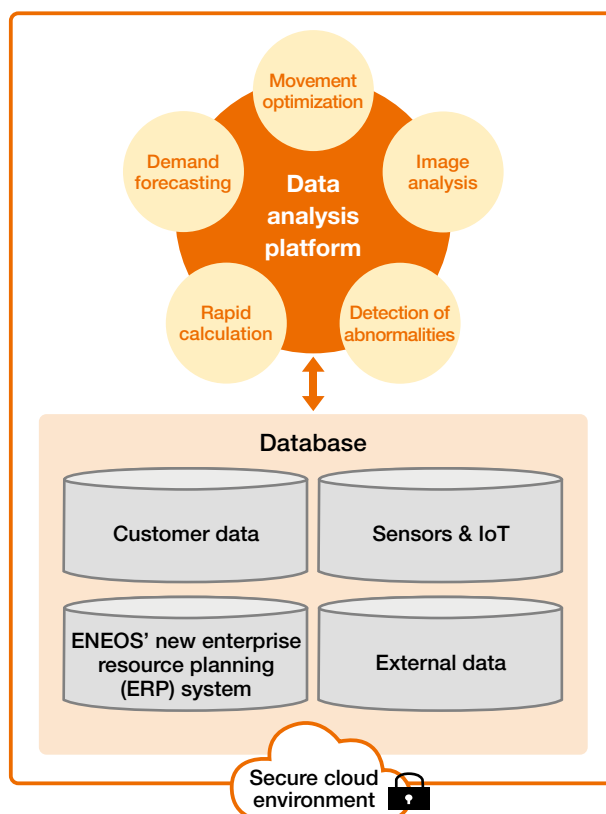 Movement
optimization
Demand
forecasting
Image
analysis
Data
analysis
platform
Rapid
calculation
Detection of
abnormalities
Database
Customer data
Sensors & IoT
ENEOS’ new enterprise
resource planning
(ERP) system
External data
Secure cloud
environment